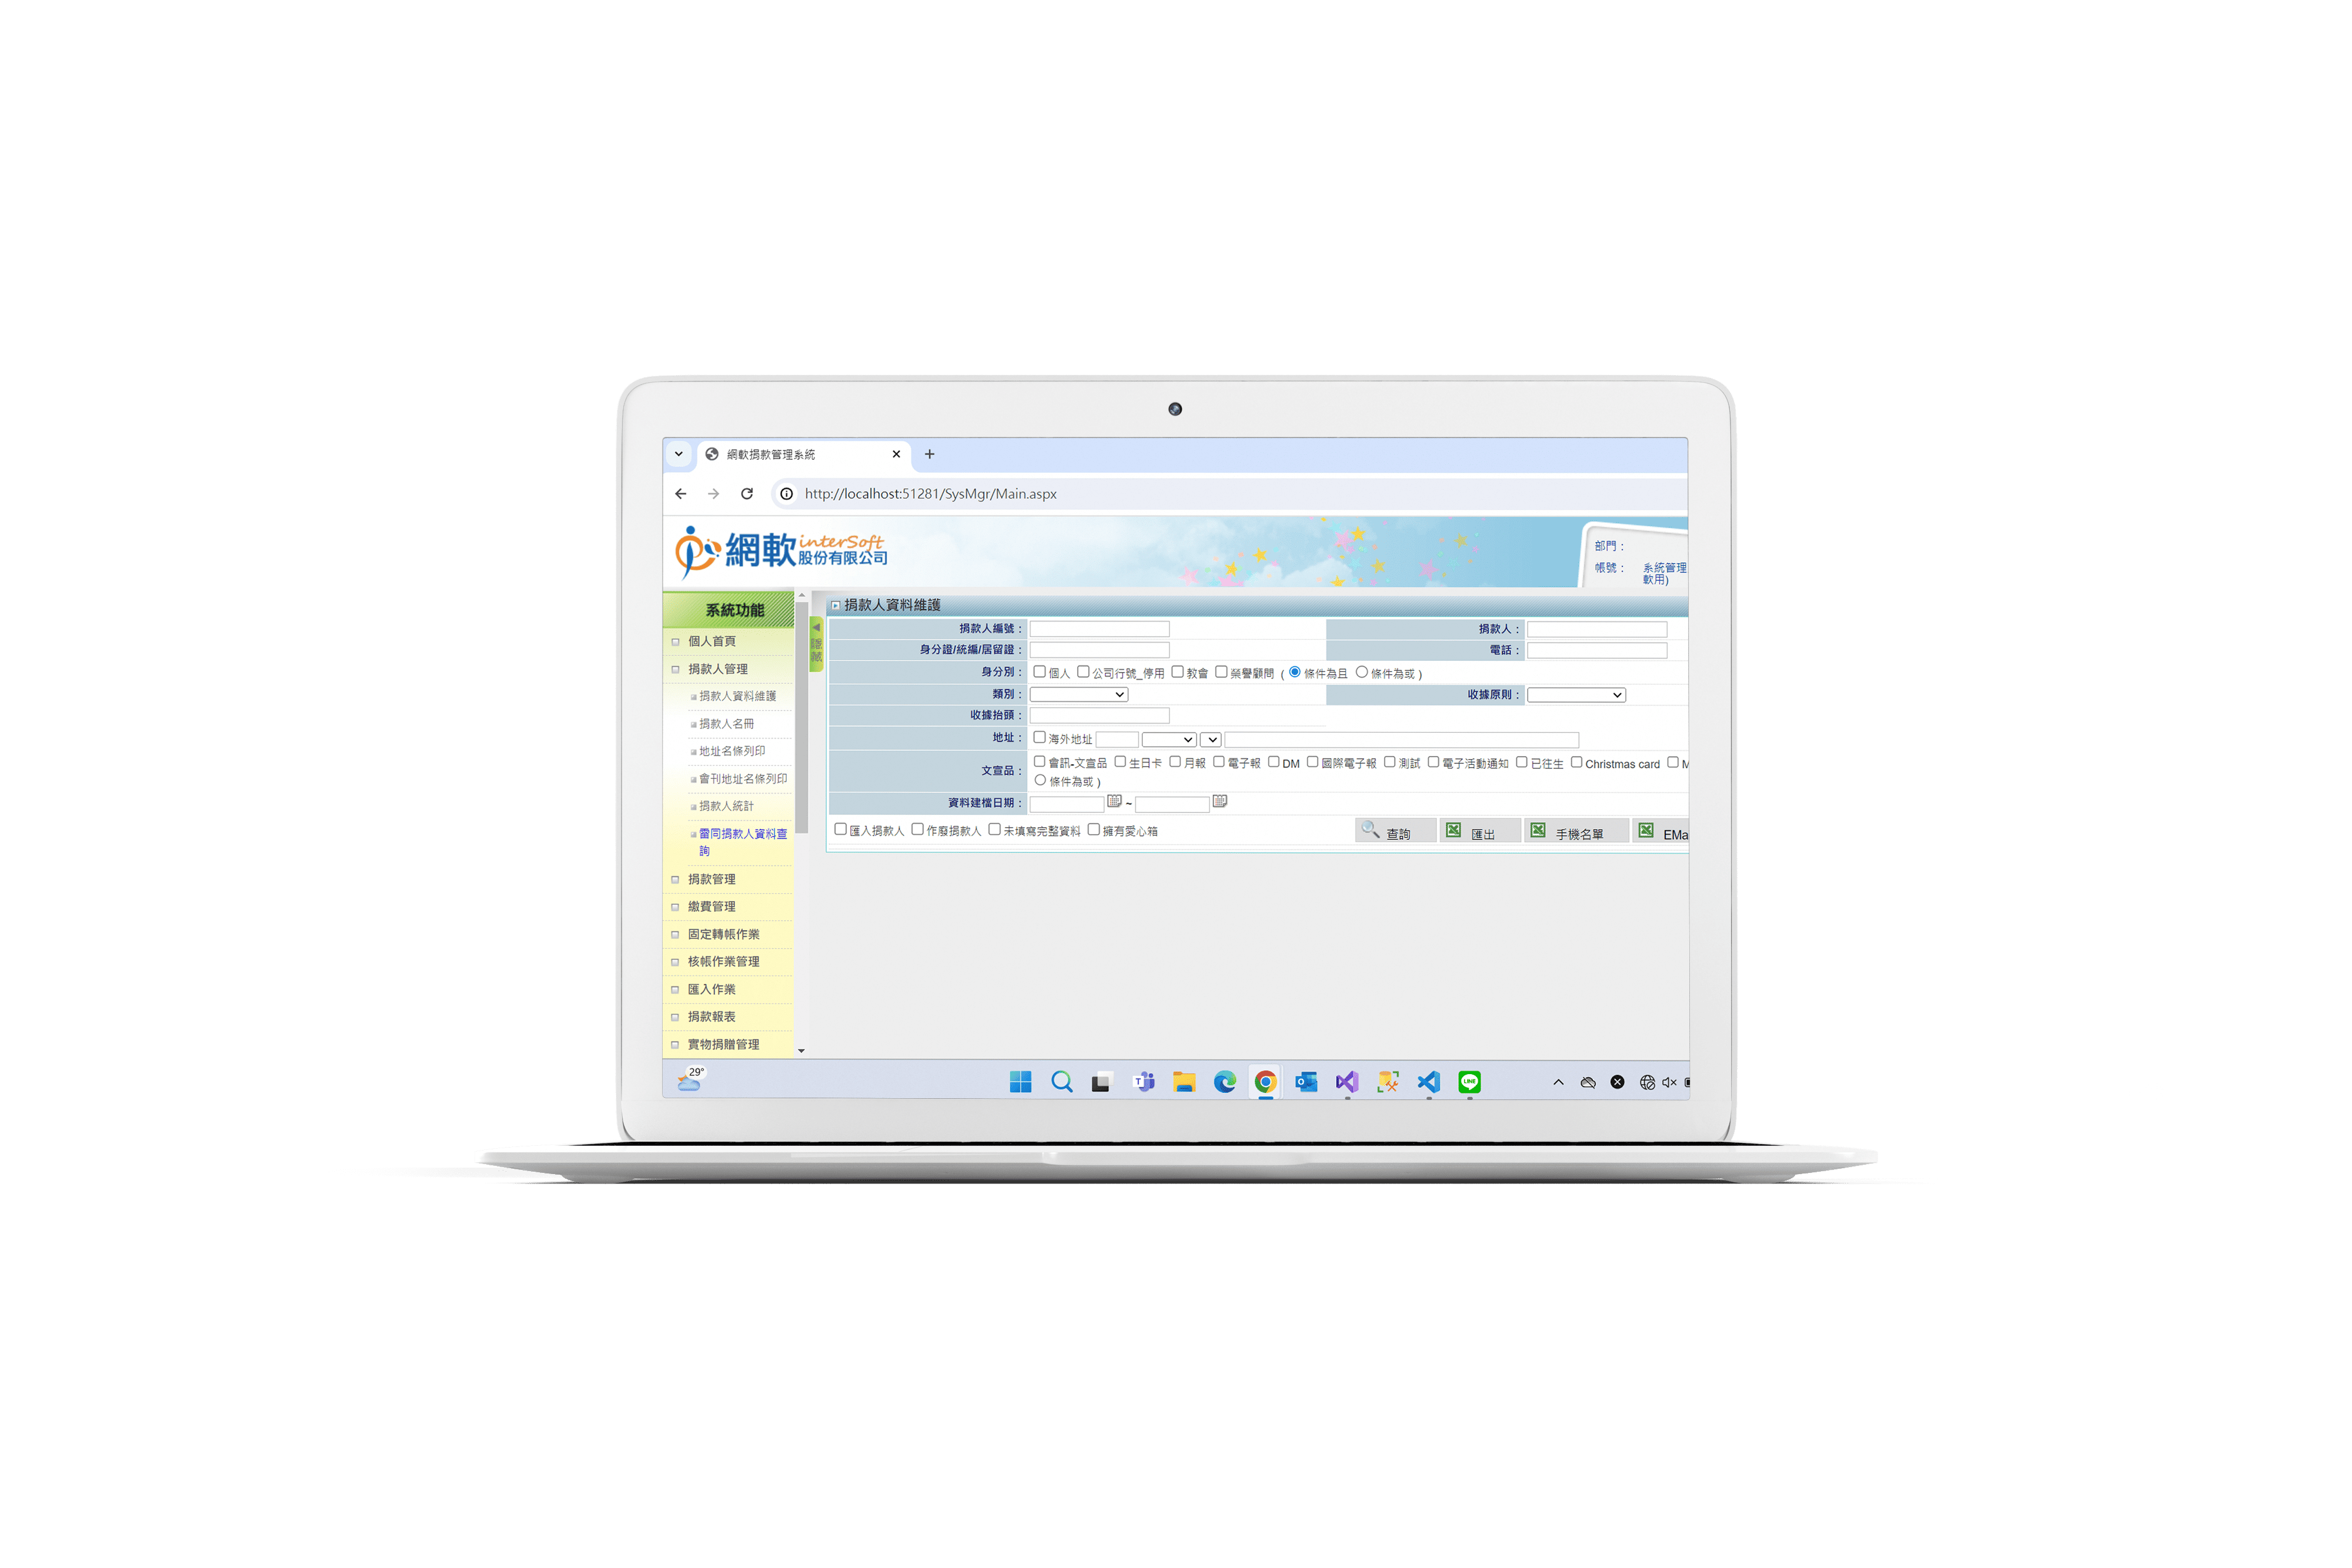 網軟捐款管理系統
http://localhost:51281/SysMgr/Main.aspx
網軟 interSoft
股份有限公司
部門：
帳號： 系統管理
軟用)
系統功能
個人首頁
捐款人管理
捐款人資料維護
捐款人名冊
地址名條列印
會刊地址名條列印
捐款人統計
雷同捐款人資料查
詢
捐款管理
繳費管理
固定轉帳作業
核帳作業管理
匯入作業
捐款報表
實物捐贈管理
隱藏
捐款人資料維護
捐款人編號： 捐款人：
身分證/統編/居留證： 電話：
身分別： 個人 公司行號_停用 教會 榮譽顧問 ( 條件為且 條件為或 )
類別： 收據原則：
收據抬頭：
地址： 海外地址
文宣品： 會訊-文宣品 生日卡 月報 電子報 DM 國際電子報 測試 電子活動通知 已往生 Christmas card M
條件為或 )
資料建檔日期： ~
匯入捐款人 作廢捐款人 未填寫完整資料 擁有愛心箱 查詢 匯出 手機名單 EMa
29°
LINE